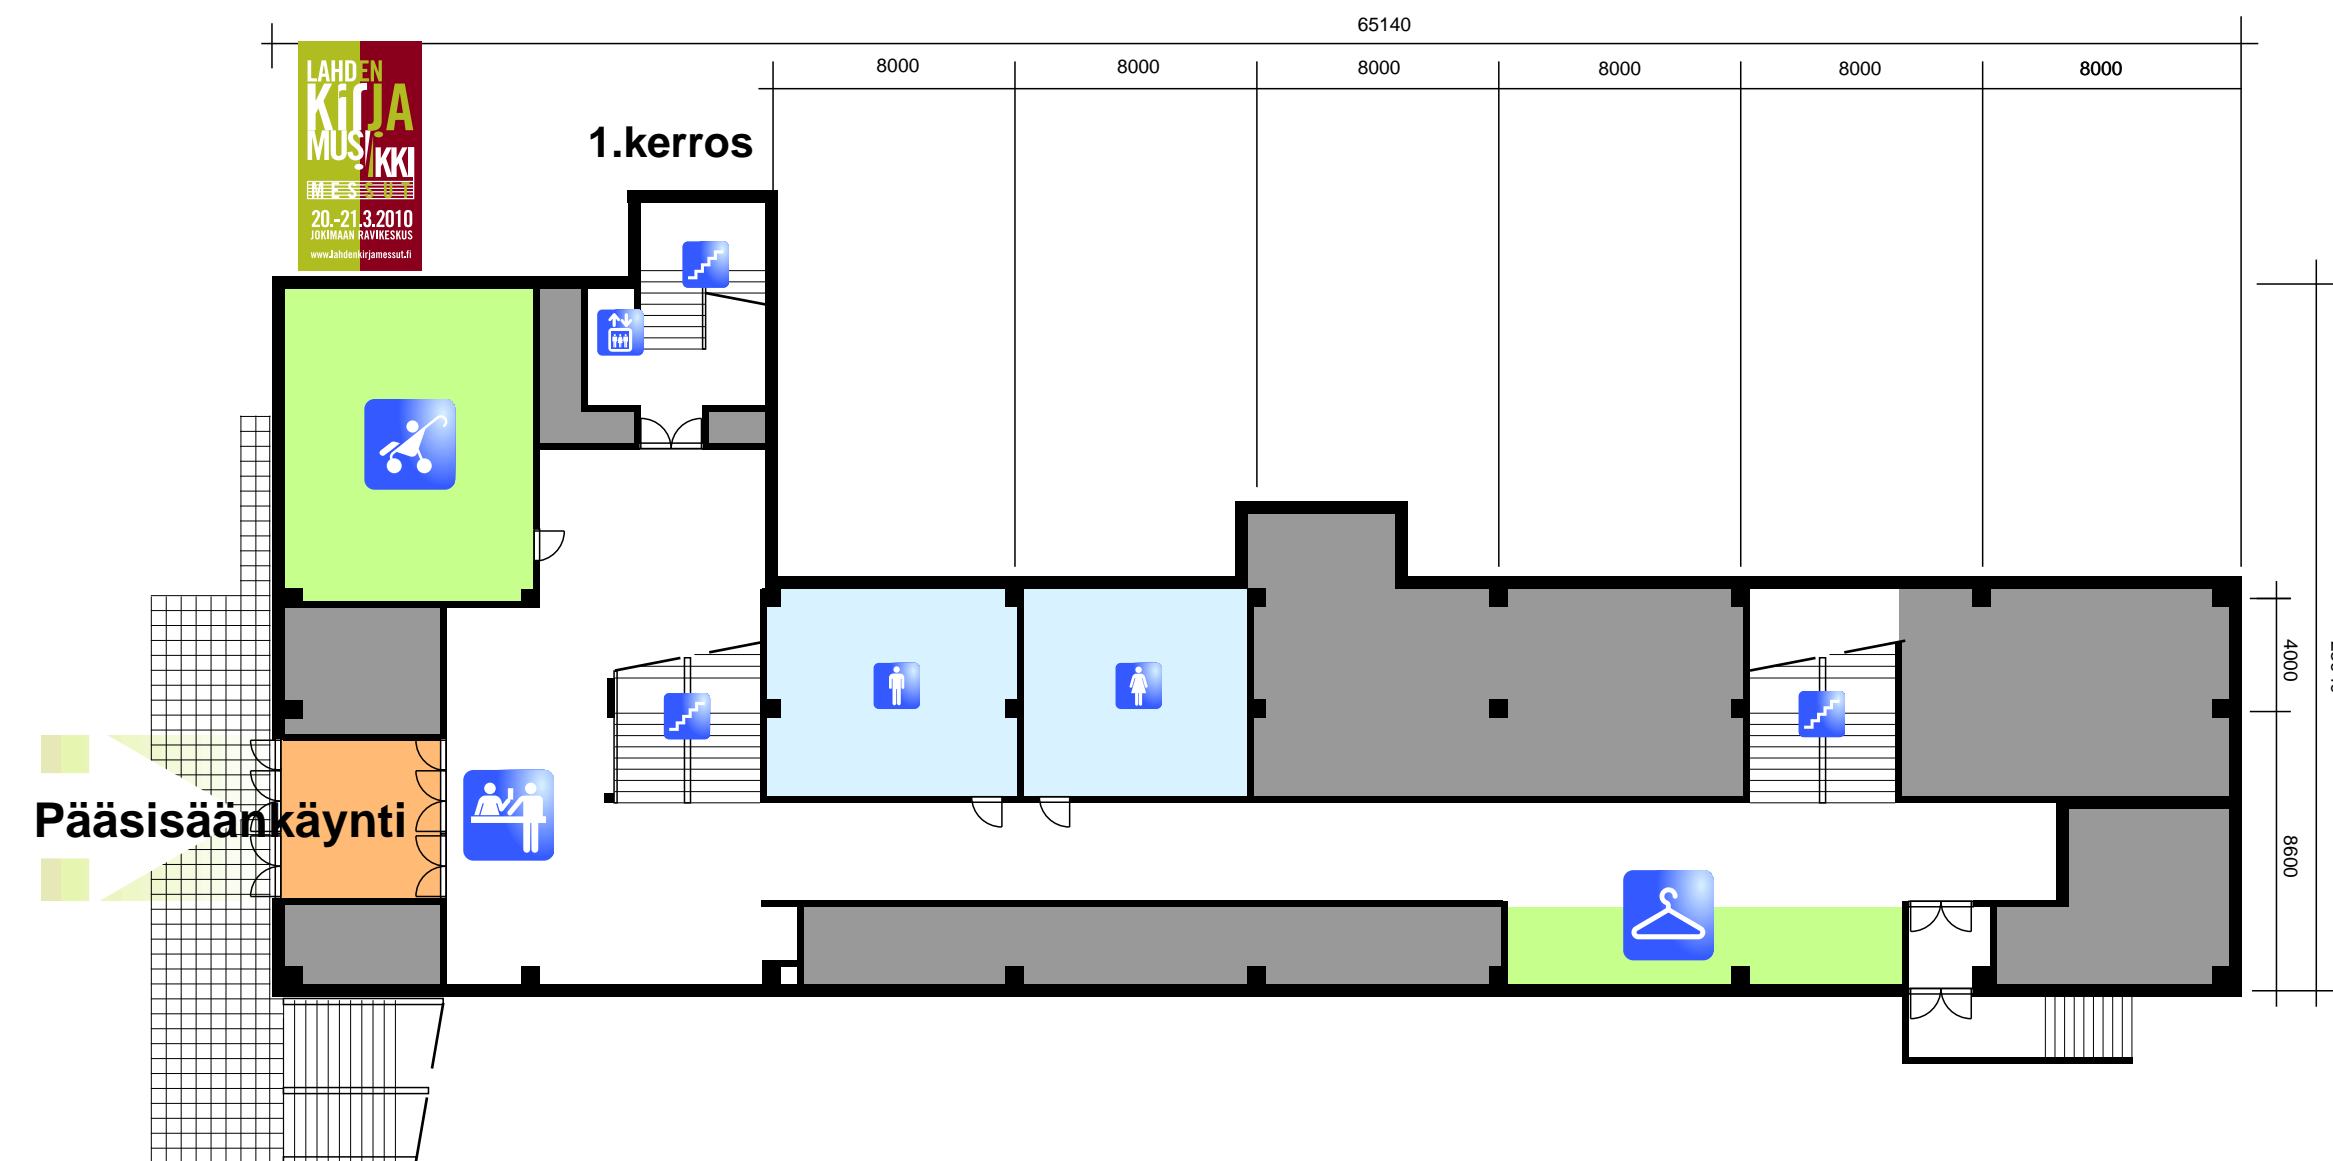 65140
8000 8000 8000 8000 8000 8000
LAHDEN
KIRJA
MUSIIKKI
MESSUT
20.-21.3.2010
JOKIMAAN RAVIKESKUS
www.lahdenkirjamessut.fi
1.kerros
4000
Pääsisäänkäynti
8600